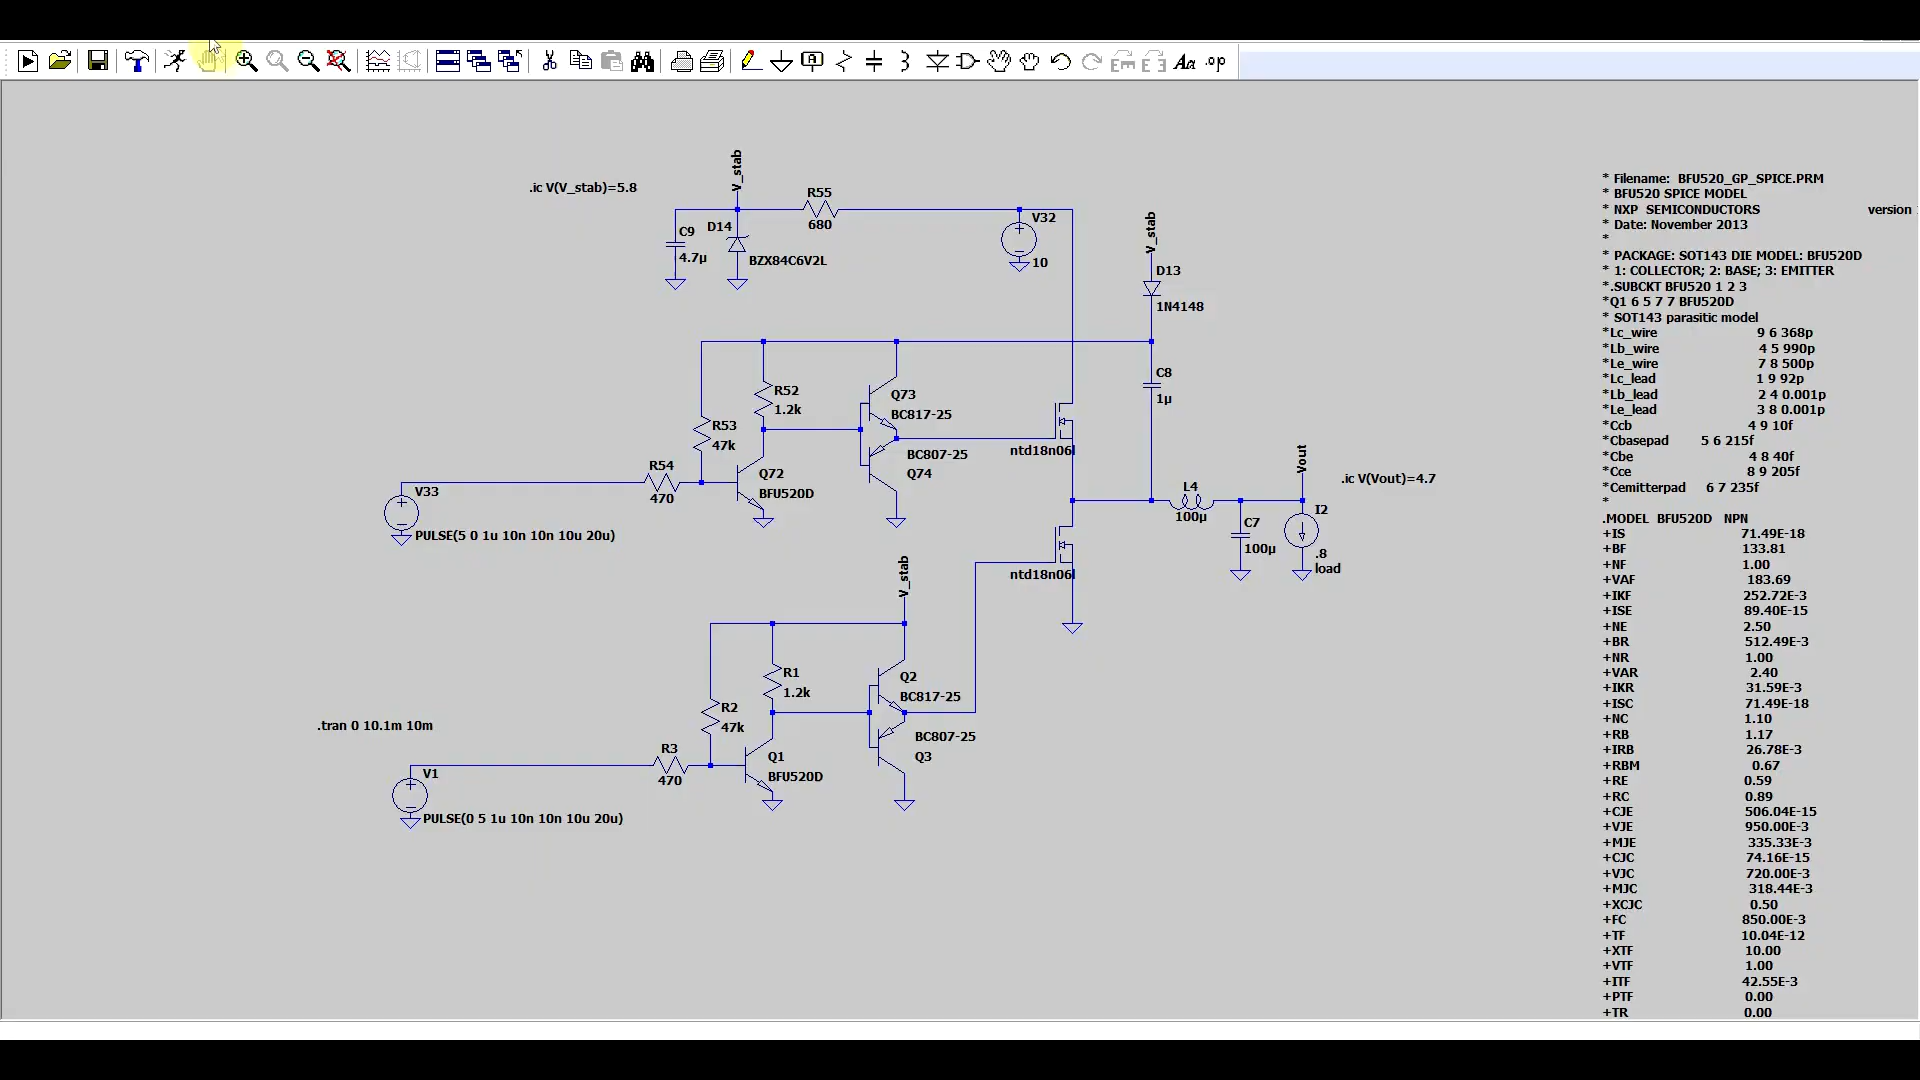 .op
V_stab
.ic V(V_stab)=5.8
R55
680
C9
4.7µ
D14
BZX84C6V2L
V32
10
V_stab
D13
1N4148
R52
1.2k
Q73
BC817-25
C8
1µ
R53
47k
BC807-25
Q74
ntd18n06l
R54
470
Q72
BFU520D
V33
PULSE(5 0 1u 10n 10n 10u 20u)
Vout
.ic V(Vout)=4.7
L4
100µ
C7
100µ
I2
.8
load
V_stab
ntd18n06l
R1
1.2k
Q2
BC817-25
R2
47k
BC807-25
Q3
.tran 0 10.1m 10m
R3
470
Q1
BFU520D
V1
PULSE(0 5 1u 10n 10n 10u 20u)
* Filename: BFU520_GP_SPICE.PRM
* BFU520 SPICE MODEL
* NXP SEMICONDUCTORS version
* Date: November 2013
*
* PACKAGE: SOT143 DIE MODEL: BFU520D
* 1: COLLECTOR; 2: BASE; 3: EMITTER
*.SUBCKT BFU520 1 2 3
*Q1 6 5 7 7 BFU520D
* SOT143 parasitic model
*Lc_wire 9 6 368p
*Lb_wire 4 5 990p
*Le_wire 7 8 500p
*Lc_lead 1 9 92p
*Lb_lead 2 4 0.001p
*Le_lead 3 8 0.001p
*Ccb 4 9 10f
*Cbasepad 5 6 215f
*Cbe 4 8 40f
*Cce 8 9 205f
*Cemitterpad 6 7 235f
*
.MODEL BFU520D NPN
+IS 71.49E-18
+BF 133.81
+NF 1.00
+VAF 183.69
+IKF 252.72E-3
+ISE 89.40E-15
+NE 2.50
+BR 512.49E-3
+NR 1.00
+VAR 2.40
+IKR 31.59E-3
+ISC 71.49E-18
+NC 1.10
+RB 1.17
+IRB 26.78E-3
+RBM 0.67
+RE 0.59
+RC 0.89
+CJE 506.04E-15
+VJE 950.00E-3
+MJE 335.33E-3
+CJC 74.16E-15
+VJC 720.00E-3
+MJC 318.44E-3
+XCJC 0.50
+FC 850.00E-3
+TF 10.04E-12
+XTF 10.00
+VTF 1.00
+ITF 42.55E-3
+PTF 0.00
+TR 0.00